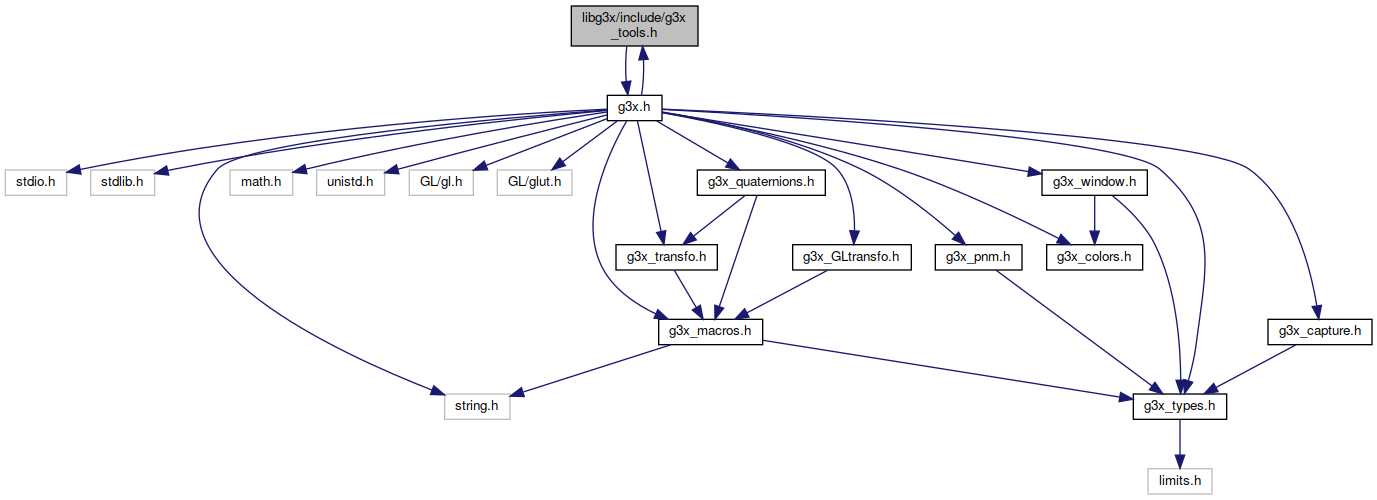 libg3x/include/g3x
_tools.h
g3x.h
stdio.h
stdlib.h
math.h
unistd.h
GL/gl.h
GL/glut.h
g3x_quaternions.h
g3x_window.h
g3x_transfo.h
g3x_GLtransfo.h
g3x_pnm.h
g3x_colors.h
g3x_macros.h
g3x_capture.h
string.h
g3x_types.h
limits.h